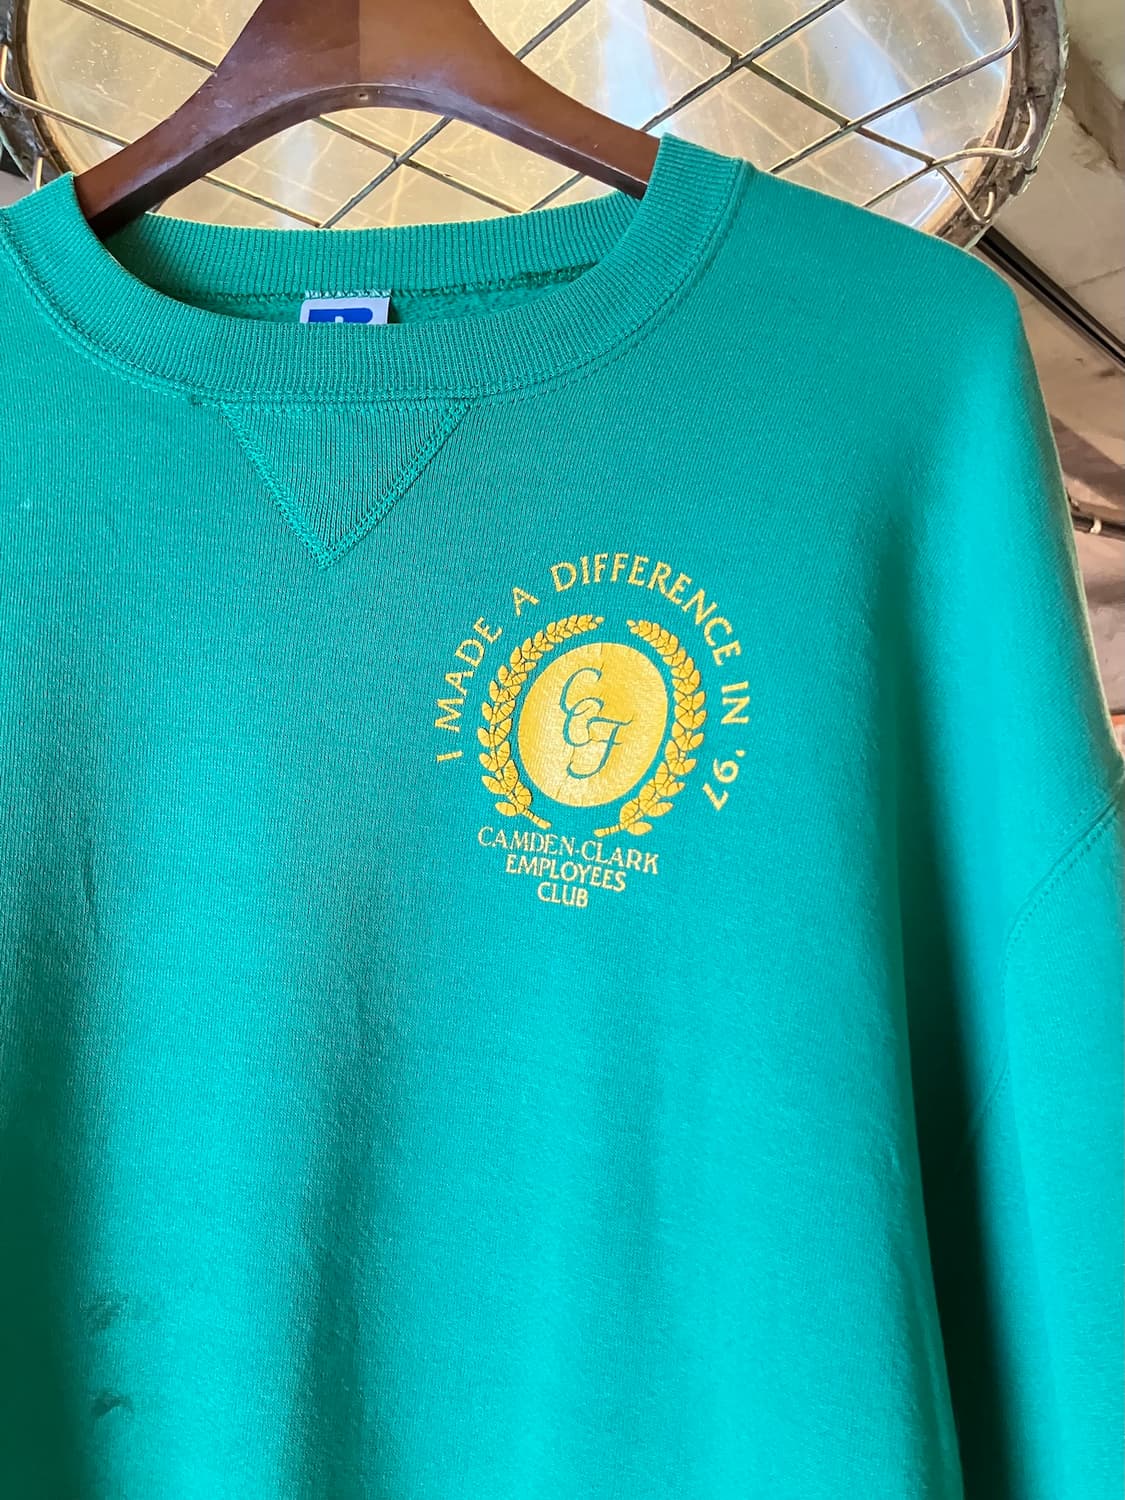 I MADE A DIFFERENCE IN '97
CCF
CAMDEN-CLARK
EMPLOYEES
CLUB